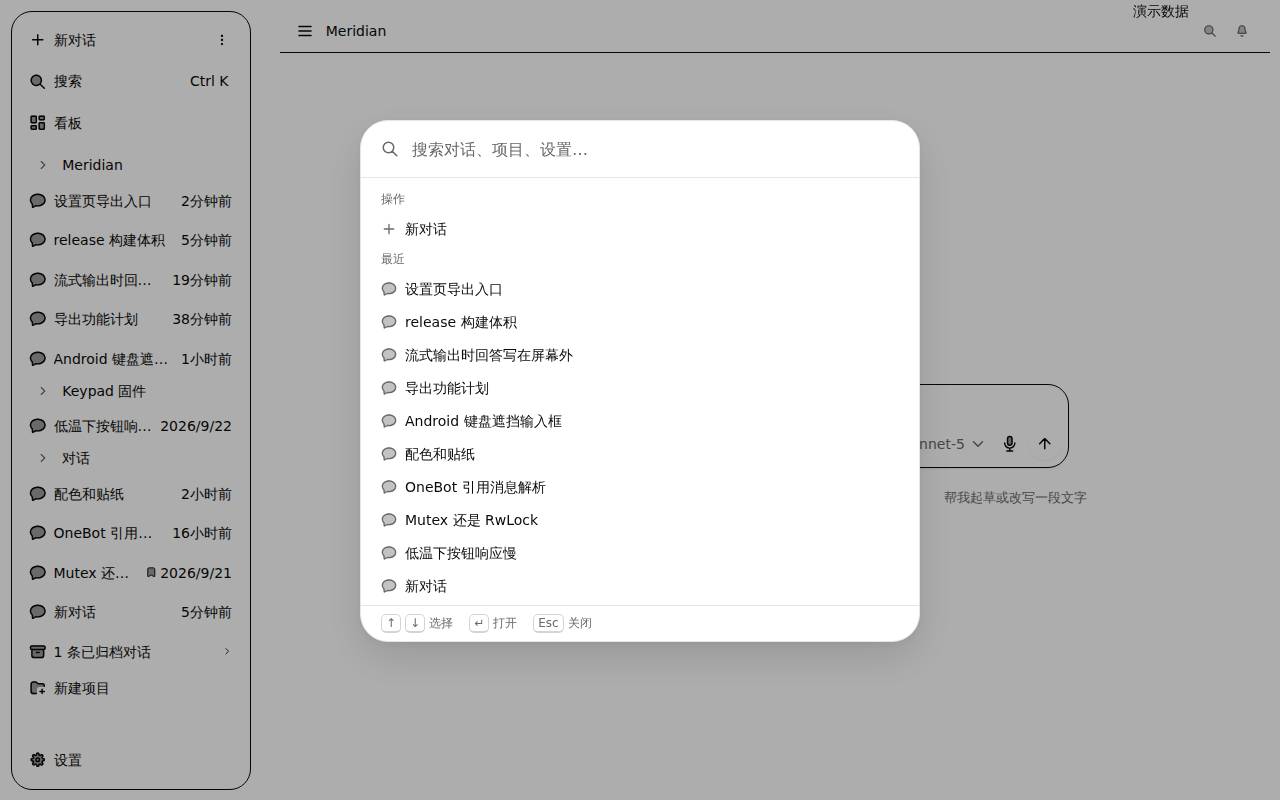 新对话
搜索 Ctrl K
看板
Meridian
设置页导出入口 2分钟前
release 构建体积 5分钟前
流式输出时回… 19分钟前
导出功能计划 38分钟前
Android 键盘遮… 1小时前
Keypad 固件
低温下按钮响… 2026/9/22
对话
配色和贴纸 2小时前
OneBot 引用… 16小时前
Mutex 还… 2026/9/21
新对话 5分钟前
1 条已归档对话
新建项目
设置
Meridian
演示数据
搜索对话、项目、设置…
操作
新对话
最近
设置页导出入口
release 构建体积
流式输出时回答写在屏幕外
导出功能计划
Android 键盘遮挡输入框
配色和贴纸
OneBot 引用消息解析
Mutex 还是 RwLock
低温下按钮响应慢
新对话
↑ ↓ 选择 ↵ 打开 Esc 关闭
nnet-5
帮我起草或改写一段文字